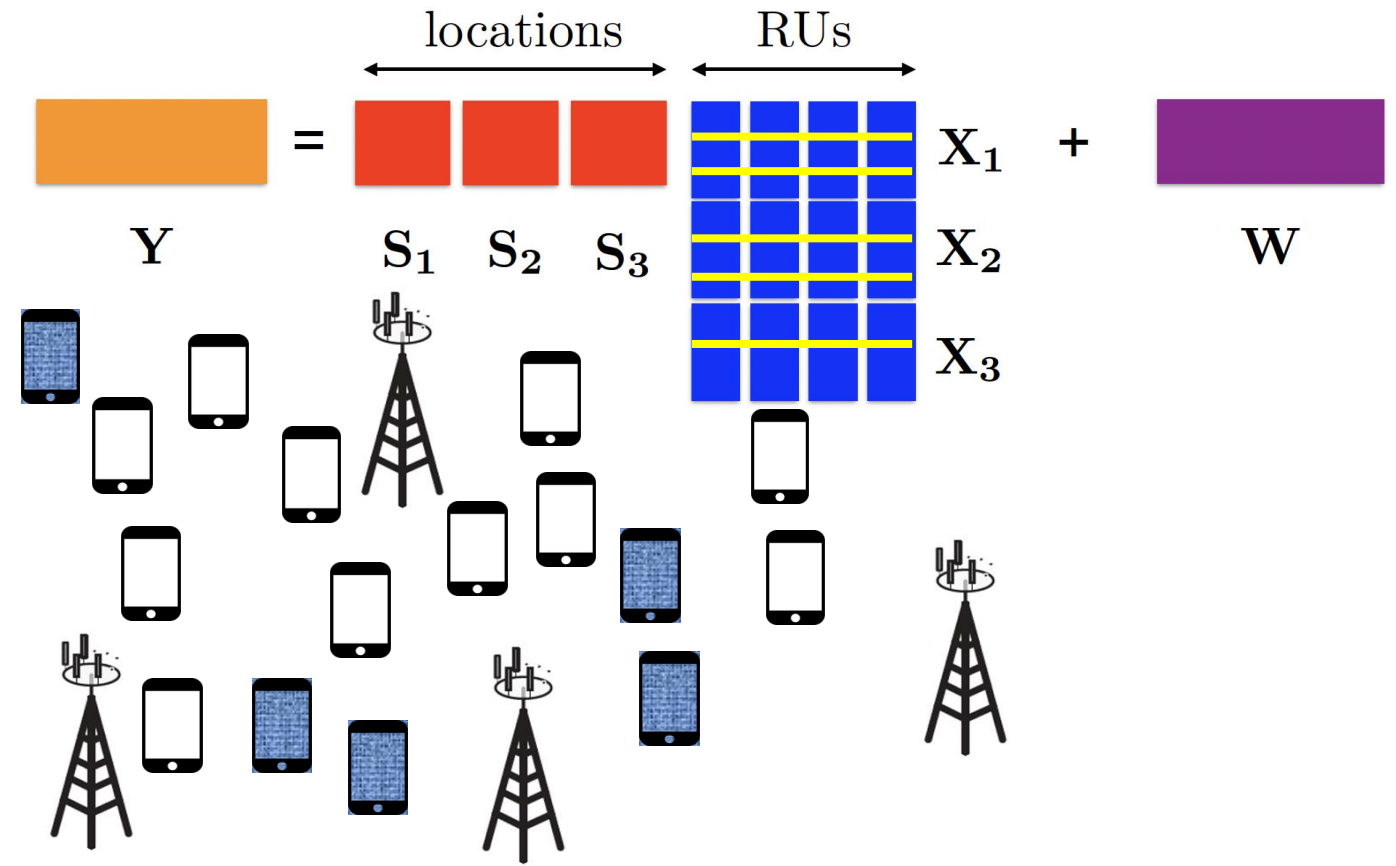 locations RUs
= X₁ +
Y S₁ S₂ S₃ X₂ W
X₃